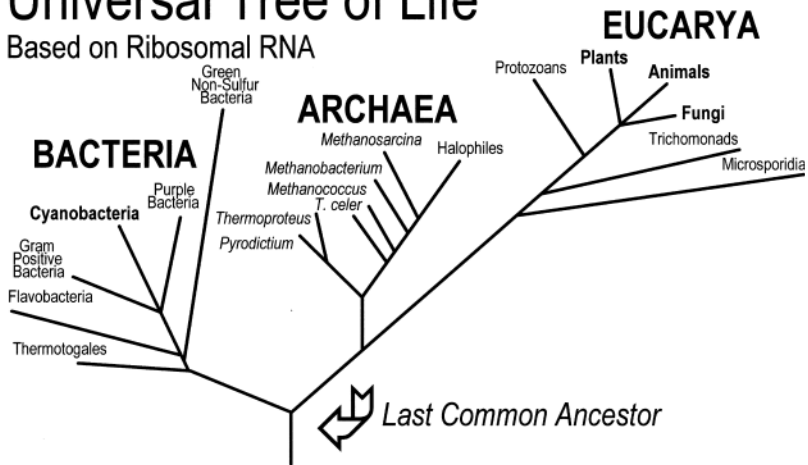 Universal Tree of Life
Based on Ribosomal RNA
EUCARYA
Protozoans
Plants
Animals
Fungi
Trichomonads
Microsporidia
ARCHAEA
Methanosarcina
Halophiles
Methanobacterium
Methanococcus
T. celer
Thermoproteus
Pyrodictium
Green
Non-Sulfur
Bacteria
BACTERIA
Purple
Bacteria
Cyanobacteria
Gram
Positive
Bacteria
Flavobacteria
Thermotogales
Last Common Ancestor